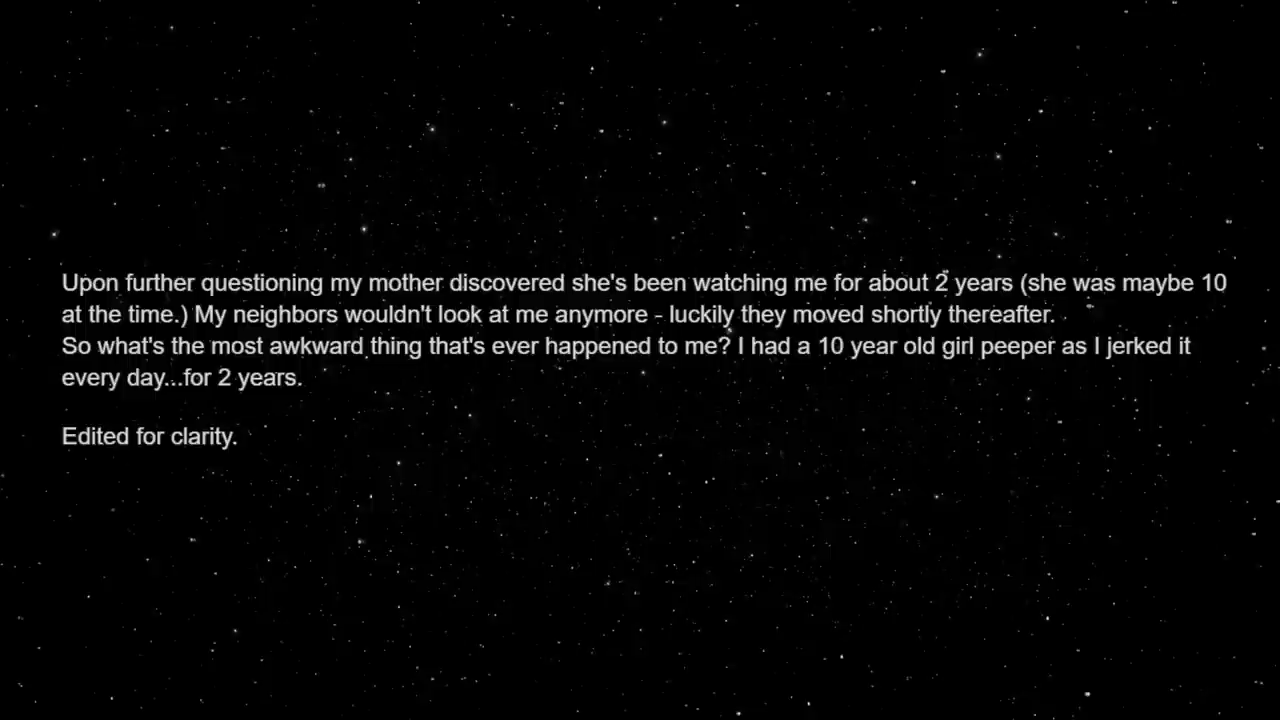 Upon further questioning my mother discovered she's been watching me for about 2 years (she was maybe 10
at the time.) My neighbors wouldn't look at me anymore - luckily they moved shortly thereafter.
So what's the most awkward thing that's ever happened to me? I had a 10 year old girl peeper as I jerked it
every day...for 2 years.
Edited for clarity.